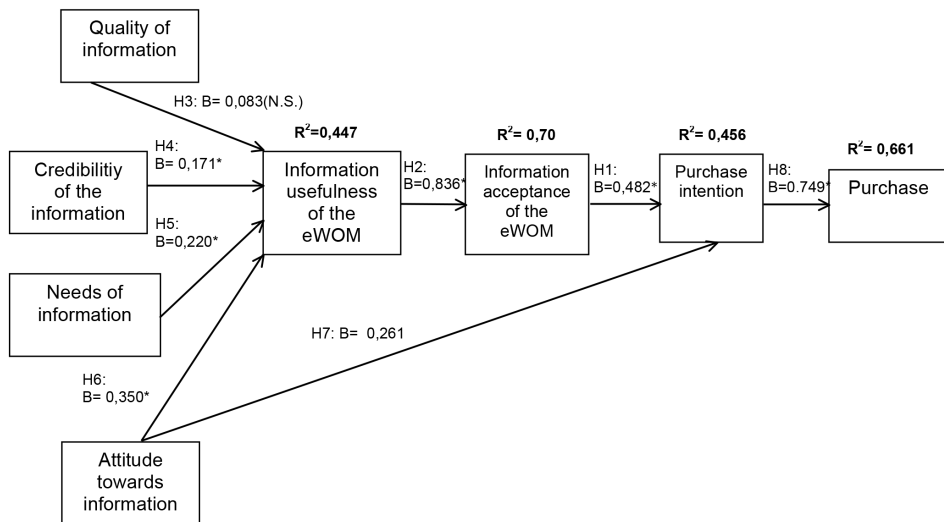 Quality of
information
H3: B= 0,083(N.S.)
R²=0,447
R²= 0,70
R²= 0,456
R²= 0,661
H4:
B= 0,171*
Credibilitiy
of the
information
Information
usefulness
of the
eWOM
H2:
B=0,836*
Information
acceptance
of the
eWOM
H1:
B=0,482*
Purchase
intention
H8:
B=0.749*
Purchase
H5:
B=0,220*
Needs of
information
H7: B= 0,261
H6:
B= 0,350*
Attitude
towards
information